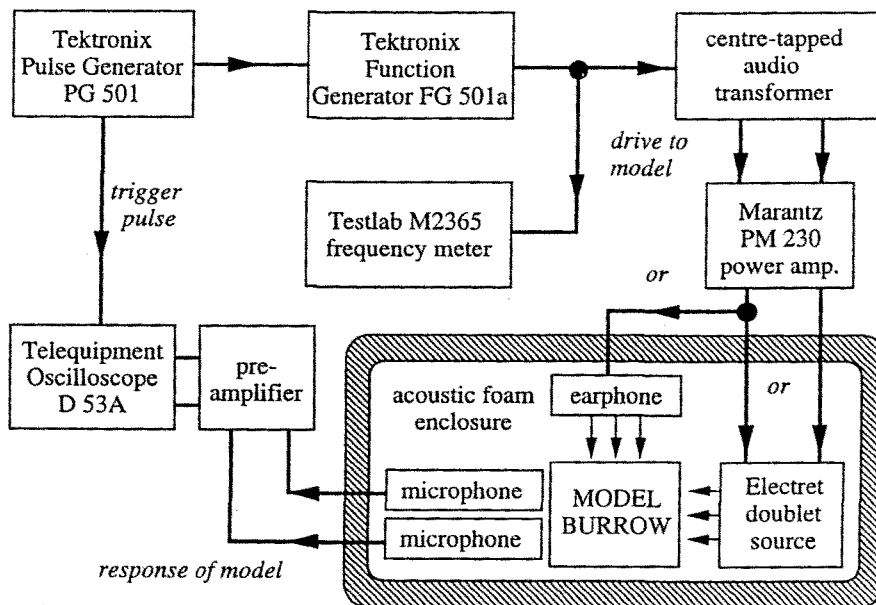 Tektronix
Pulse Generator
PG 501
Tektronix
Function
Generator FG 501a
centre-tapped
audio
transformer
trigger
pulse
drive to
model
Testlab M2365
frequency meter
Marantz
PM 230
power amp.
or
Telequipment
Oscilloscope
D 53A
pre-
amplifier
acoustic foam
enclosure
earphone
or
microphone
microphone
MODEL
BURROW
Electret
doublet
source
response of model